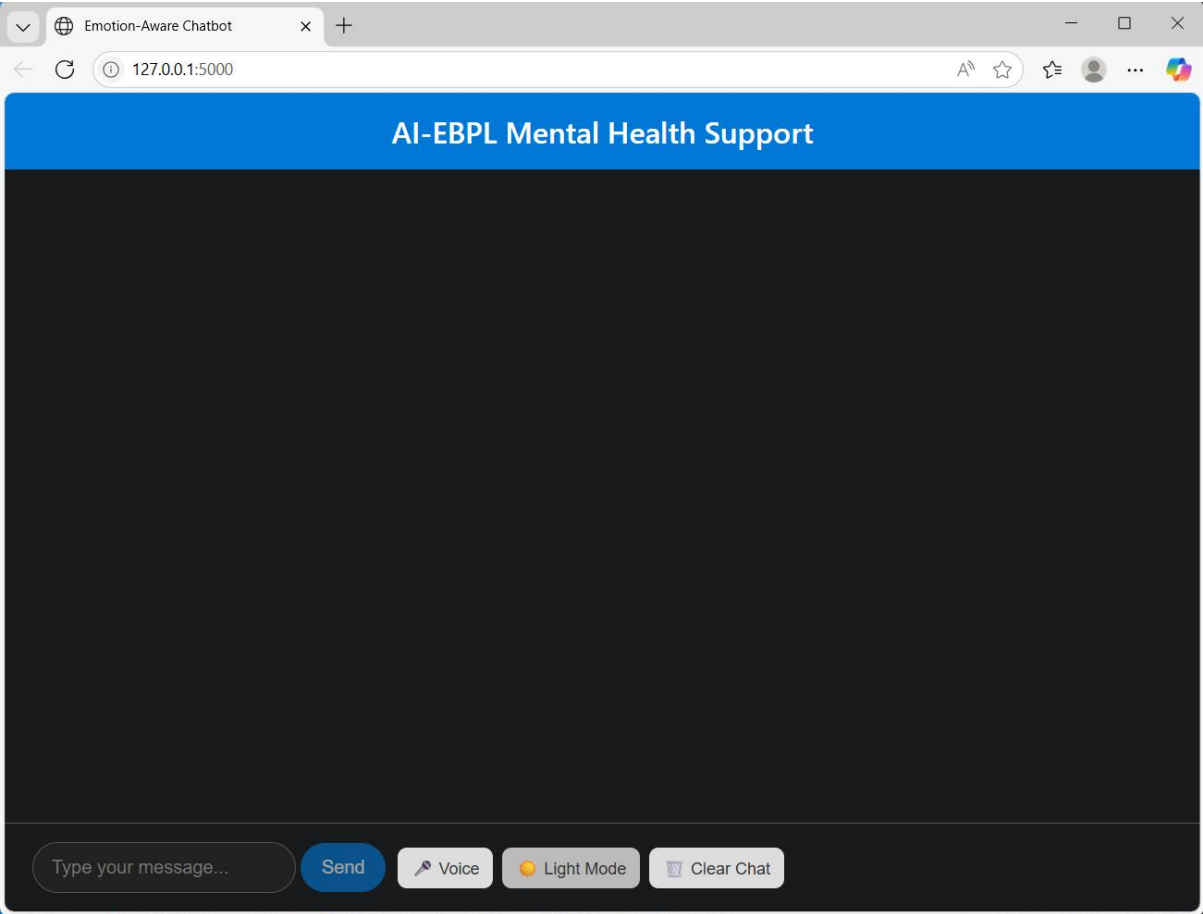 Emotion-Aware Chatbot
127.0.0.1:5000
AI-EBPL Mental Health Support
Type your message...
Send
Voice
Light Mode
Clear Chat